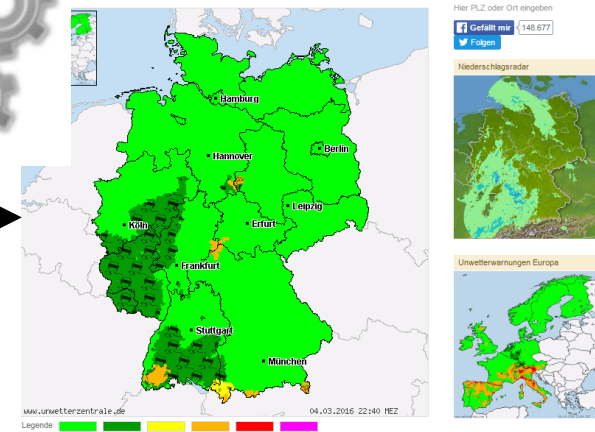 Hier PLZ oder Ort eingeben
Gefällt mir 148.677
Folgen
Niederschlagsradar
Hamburg
Berlin
Hannover
Leipzig
Köln
Erfurt
Frankfurt
Unwetterwarnungen Europa
Stuttgart
München
www.unwetterzentrale.de
04.03.2016 22:40 MEZ
Legende